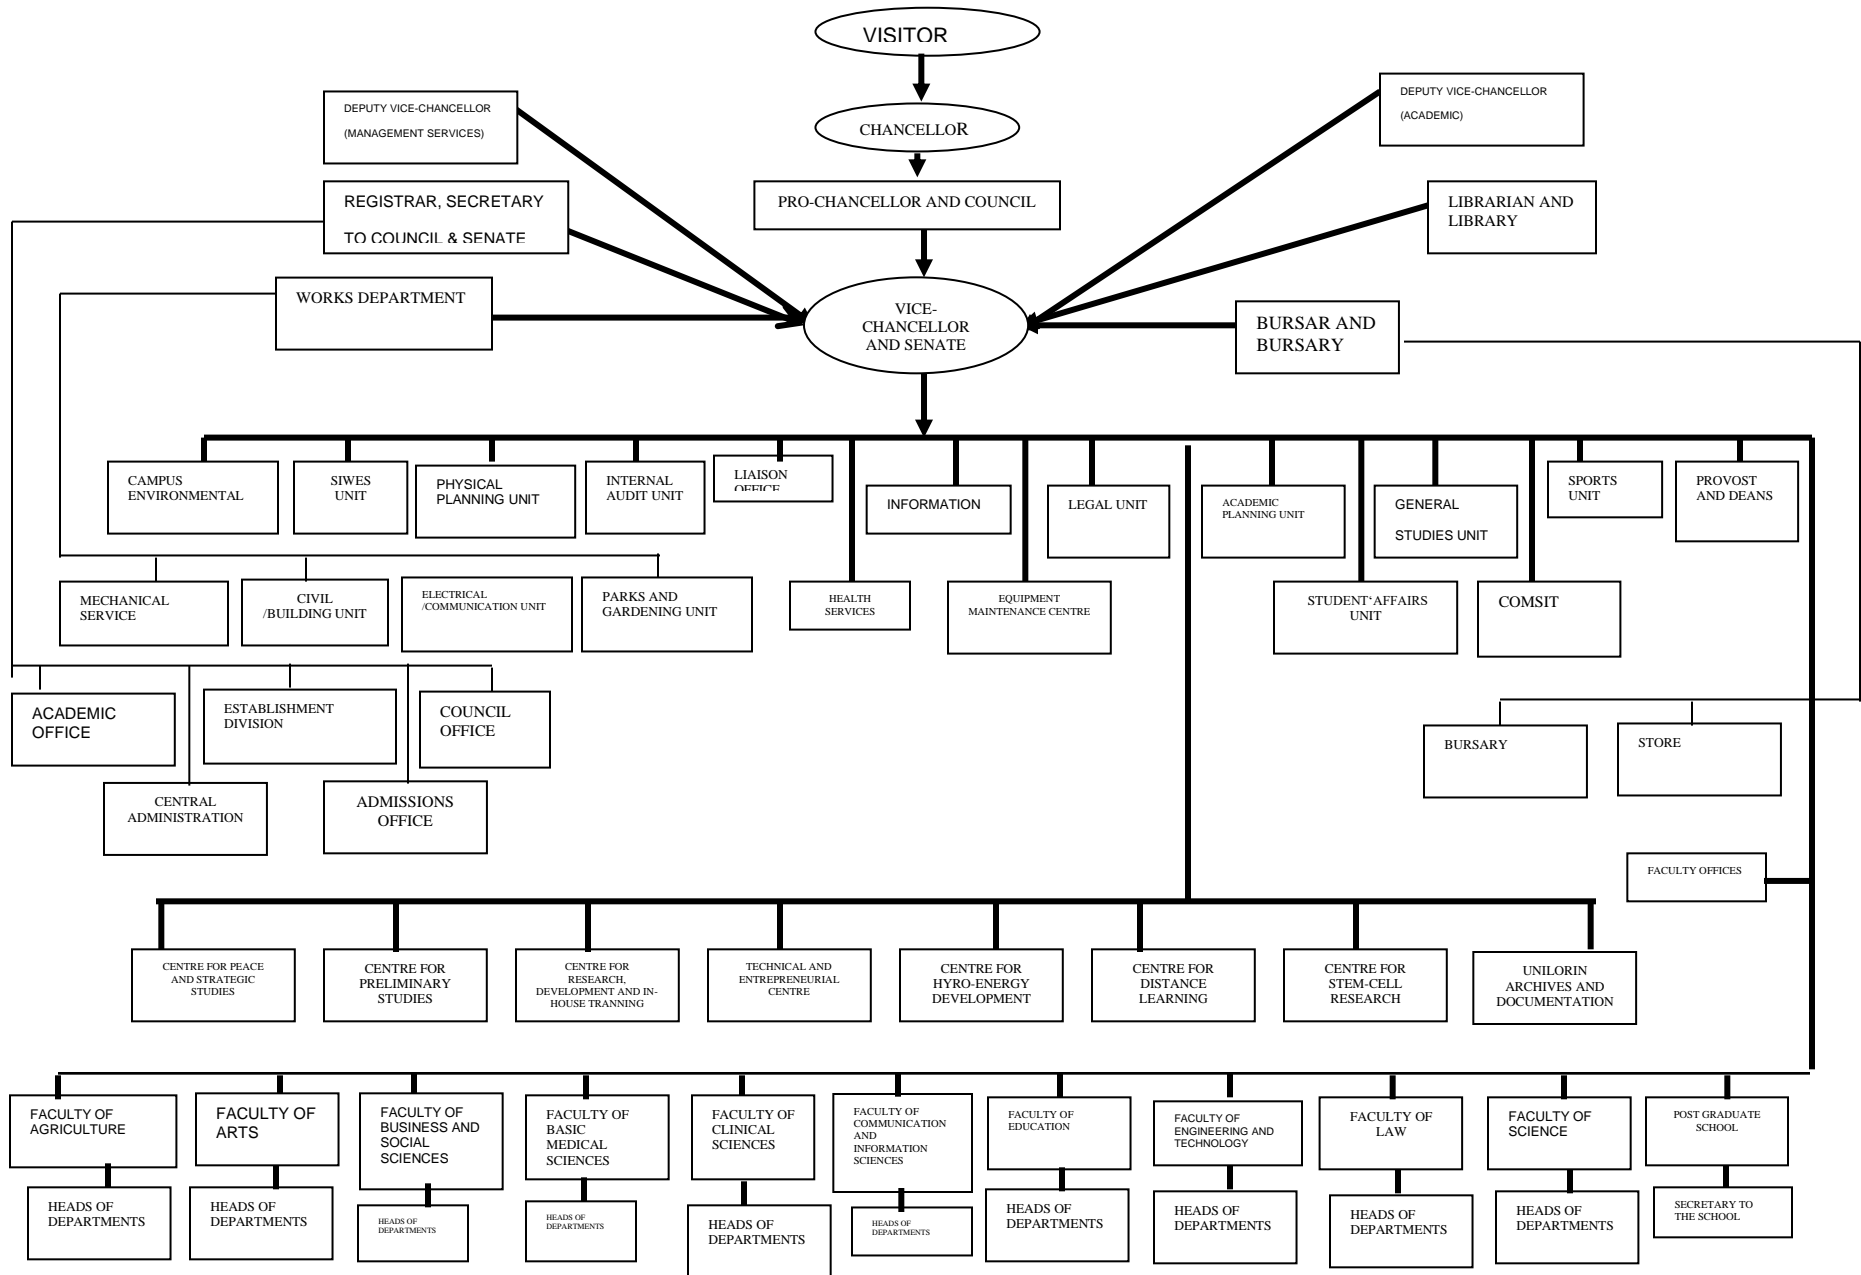 VISITOR
DEPUTY VICE-CHANCELLOR
(MANAGEMENT SERVICES)
CHANCELLOR
DEPUTY VICE-CHANCELLOR
(ACADEMIC)
REGISTRAR, SECRETARY
TO COUNCIL & SENATE
PRO-CHANCELLOR AND COUNCIL
LIBRARIAN AND
LIBRARY
WORKS DEPARTMENT
VICE-
CHANCELLOR
AND SENATE
BURSAR AND
BURSARY
CAMPUS
ENVIRONMENTAL
SIWES
UNIT
PHYSICAL
PLANNING UNIT
INTERNAL
AUDIT UNIT
LIAISON
OFFICE
INFORMATION
LEGAL UNIT
ACADEMIC
PLANNING UNIT
GENERAL
STUDIES UNIT
SPORTS
UNIT
PROVOST
AND DEANS
MECHANICAL
SERVICE
CIVIL
/BUILDING UNIT
ELECTRICAL
/COMMUNICATION UNIT
PARKS AND
GARDENING UNIT
HEALTH
SERVICES
EQUIPMENT
MAINTENANCE CENTRE
STUDENT‘AFFAIRS
UNIT
COMSIT
ACADEMIC
OFFICE
ESTABLISHMENT
DIVISION
COUNCIL
OFFICE
BURSARY
STORE
CENTRAL
ADMINISTRATION
ADMISSIONS
OFFICE
FACULTY OFFICES
CENTRE FOR PEACE
AND STRATEGIC
STUDIES
CENTRE FOR
PRELIMINARY
STUDIES
CENTRE FOR
RESEARCH,
DEVELOPMENT AND IN-
HOUSE TRANNING
TECHNICAL AND
ENTREPRENEURIAL
CENTRE
CENTRE FOR
HYRO-ENERGY
DEVELOPMENT
CENTRE FOR
DISTANCE
LEARNING
CENTRE FOR
STEM-CELL
RESEARCH
UNILORIN
ARCHIVES AND
DOCUMENTATION
FACULTY OF
AGRICULTURE
FACULTY OF
ARTS
FACULTY OF
BUSINESS AND
SOCIAL
SCIENCES
FACULTY OF
BASIC
MEDICAL
SCIENCES
FACULTY OF
CLINICAL
SCIENCES
FACULTY OF
COMMUNICATION
AND
INFORMATION
SCIENCES
FACULTY OF
EDUCATION
FACULTY OF
ENGINEERING AND
TECHNOLOGY
FACULTY OF
LAW
FACULTY OF
SCIENCE
POST GRADUATE
SCHOOL
HEADS OF
DEPARTMENTS
HEADS OF
DEPARTMENTS
HEADS OF
DEPARTMENTS
HEADS OF
DEPARTMENTS
HEADS OF
DEPARTMENTS
HEADS OF
DEPARTMENTS
HEADS OF
DEPARTMENTS
HEADS OF
DEPARTMENTS
HEADS OF
DEPARTMENTS
HEADS OF
DEPARTMENTS
SECRETARY TO
THE SCHOOL